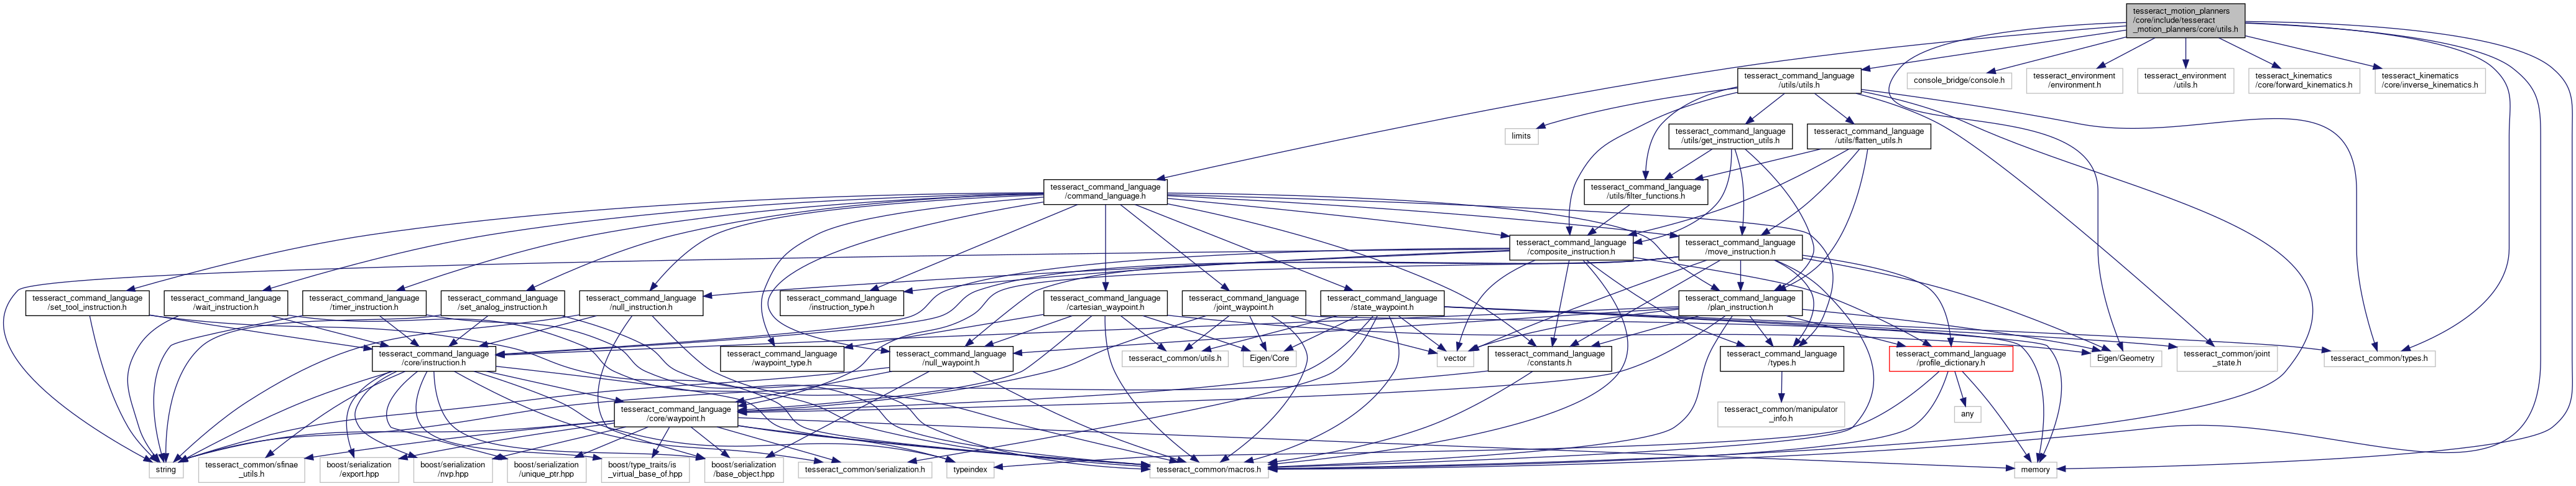 tesseract_motion_planners
/core/include/tesseract
_motion_planners/core/utils.h
tesseract_command_language
/utils/utils.h
console_bridge/console.h
tesseract_environment
/environment.h
tesseract_environment
/utils.h
tesseract_kinematics
/core/forward_kinematics.h
tesseract_kinematics
/core/inverse_kinematics.h
limits
tesseract_command_language
/utils/get_instruction_utils.h
tesseract_command_language
/utils/flatten_utils.h
tesseract_command_language
/command_language.h
tesseract_command_language
/utils/filter_functions.h
tesseract_command_language
/composite_instruction.h
tesseract_command_language
/move_instruction.h
tesseract_command_language
/set_tool_instruction.h
tesseract_command_language
/wait_instruction.h
tesseract_command_language
/timer_instruction.h
tesseract_command_language
/set_analog_instruction.h
tesseract_command_language
/null_instruction.h
tesseract_command_language
/instruction_type.h
tesseract_command_language
/cartesian_waypoint.h
tesseract_command_language
/joint_waypoint.h
tesseract_command_language
/state_waypoint.h
tesseract_command_language
/plan_instruction.h
tesseract_command_language
/core/instruction.h
tesseract_command_language
/waypoint_type.h
tesseract_command_language
/null_waypoint.h
tesseract_common/utils.h
Eigen/Core
vector
tesseract_command_language
/constants.h
tesseract_command_language
/types.h
tesseract_command_language
/profile_dictionary.h
Eigen/Geometry
tesseract_common/joint
_state.h
tesseract_common/types.h
tesseract_command_language
/core/waypoint.h
tesseract_common/manipulator
_info.h
any
string
tesseract_common/sfinae
_utils.h
boost/serialization
/export.hpp
boost/serialization
/nvp.hpp
boost/serialization
/unique_ptr.hpp
boost/type_traits/is
_virtual_base_of.hpp
boost/serialization
/base_object.hpp
tesseract_common/serialization.h
typeindex
tesseract_common/macros.h
memory